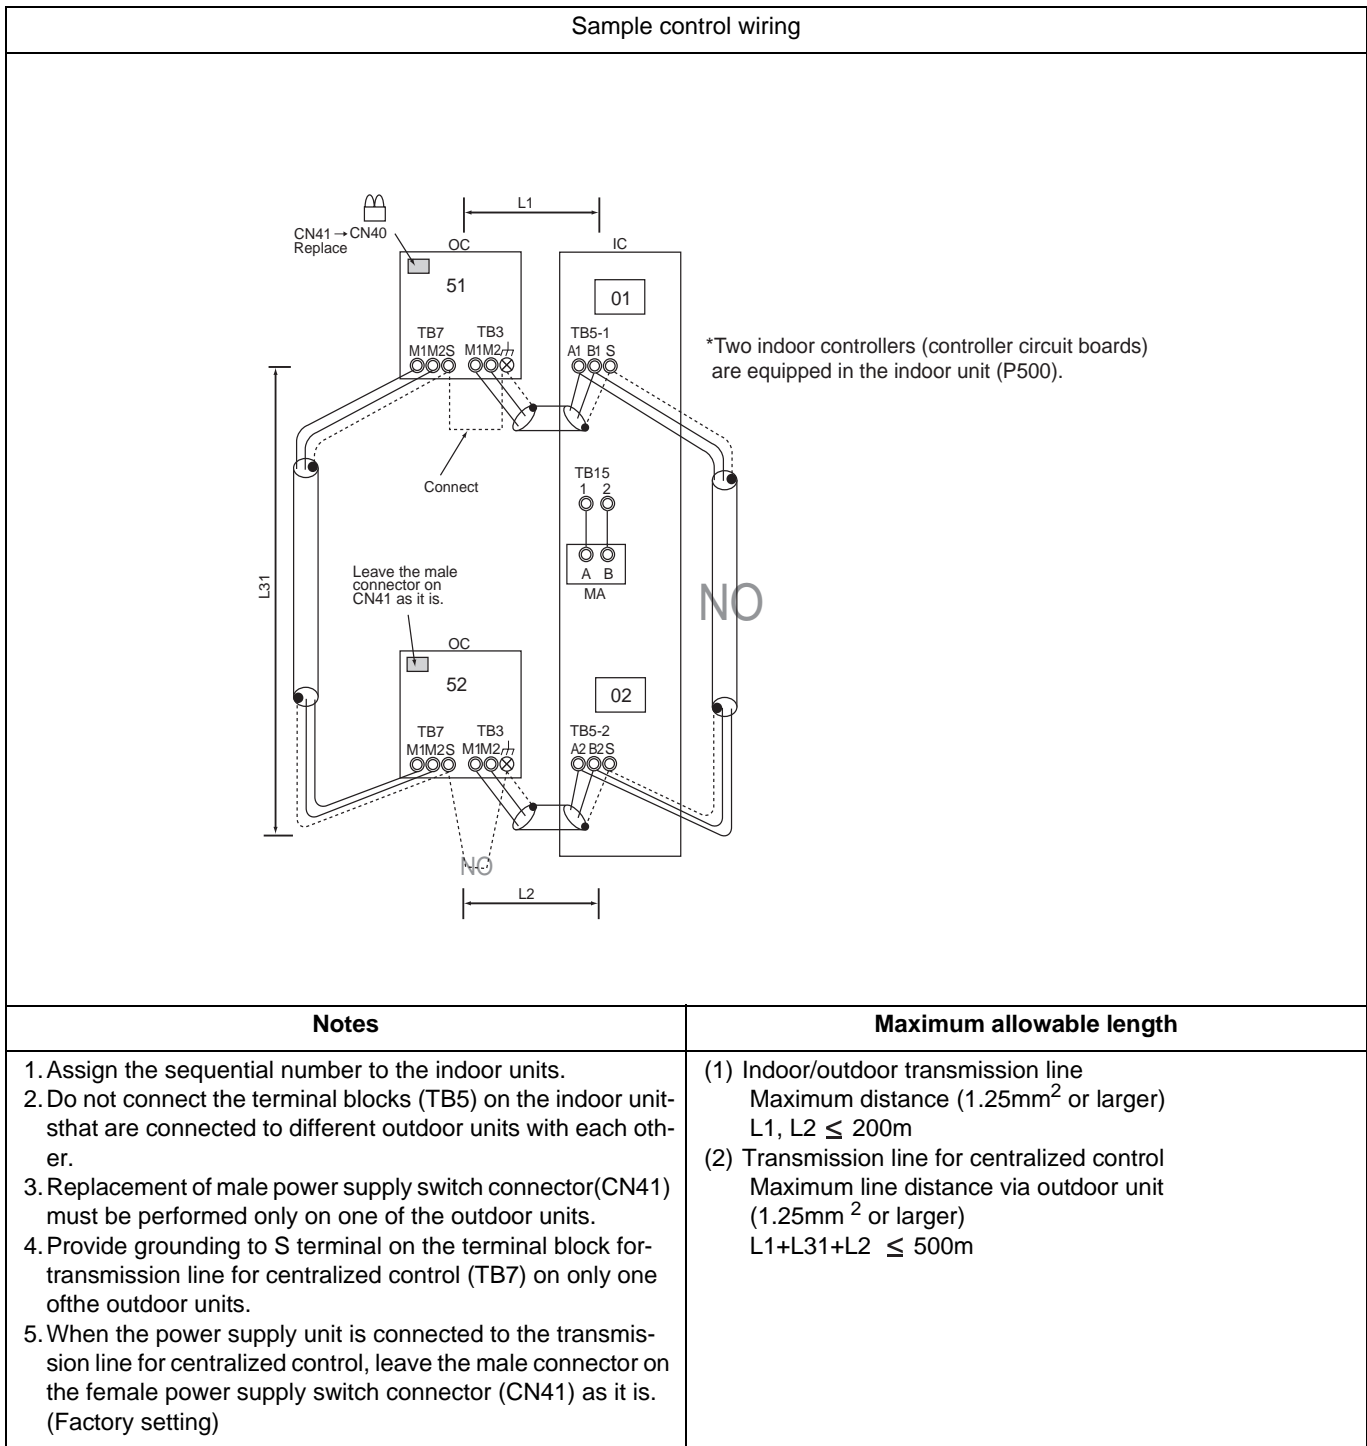 Sample control wiring
L1
CN41→CN40
Replace
OC
IC
51
01
TB7
TB3
TB5-1
M1M2S
M1M2
A1 B1 S
*Two indoor controllers (controller circuit boards)
are equipped in the indoor unit (P500).
Connect
TB15
1 2
A B
MA
L31
Leave the male
connector on
CN41 as it is.
NO
OC
52
02
TB7
TB3
TB5-2
M1M2S
M1M2
A2 B2S
NO
L2
Notes
Maximum allowable length
1. Assign the sequential number to the indoor units.
2. Do not connect the terminal blocks (TB5) on the indoor unit-
sthat are connected to different outdoor units with each oth-
er.
3. Replacement of male power supply switch connector(CN41)
must be performed only on one of the outdoor units.
4. Provide grounding to S terminal on the terminal block for-
transmission line for centralized control (TB7) on only one
ofthe outdoor units.
5. When the power supply unit is connected to the transmis-
sion line for centralized control, leave the male connector on
the female power supply switch connector (CN41) as it is.
(Factory setting)
(1) Indoor/outdoor transmission line
Maximum distance (1.25mm2 or larger)
L1, L2 ≤ 200m
(2) Transmission line for centralized control
Maximum line distance via outdoor unit
(1.25mm 2 or larger)
L1+L31+L2 ≤ 500m